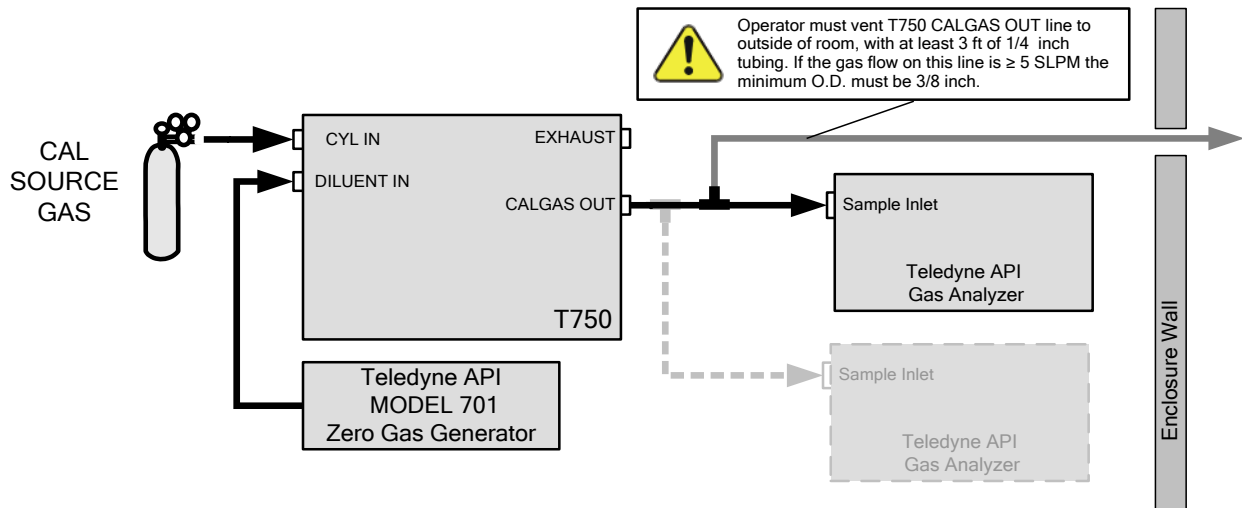 Operator must vent T750 CALGAS OUT line to
outside of room, with at least 3 ft of 1/4 inch
tubing. If the gas flow on this line is ≥ 5 SLPM the
minimum O.D. must be 3/8 inch.
CAL
SOURCE
GAS
CYL IN
EXHAUST
DILUENT IN
CALGAS OUT
T750
Sample Inlet
Teledyne API
Gas Analyzer
Teledyne API
MODEL 701
Zero Gas Generator
Sample Inlet
Teledyne API
Gas Analyzer
Enclosure Wall